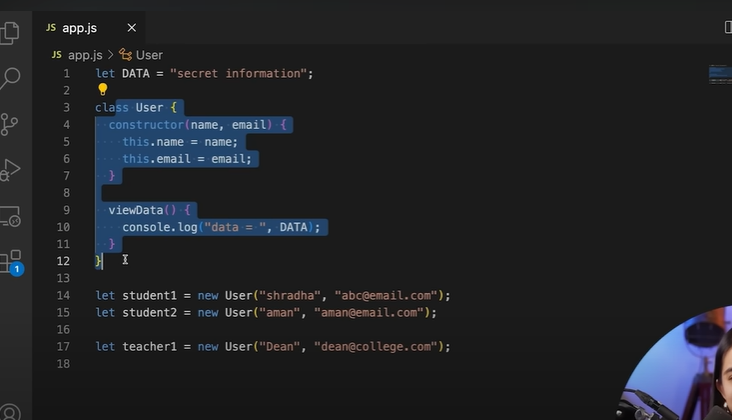 JS app.js ×
JS app.js > User
1 let DATA = "secret information";
2
3 class User {
4 constructor(name, email) {
5 this.name = name;
6 this.email = email;
7 }
8
9 viewData() {
10 console.log("data = ", DATA);
11 }
12 }
13
14 let student1 = new User("shradha", "abc@email.com");
15 let student2 = new User("aman", "aman@email.com");
16
17 let teacher1 = new User("Dean", "dean@college.com");
18
1